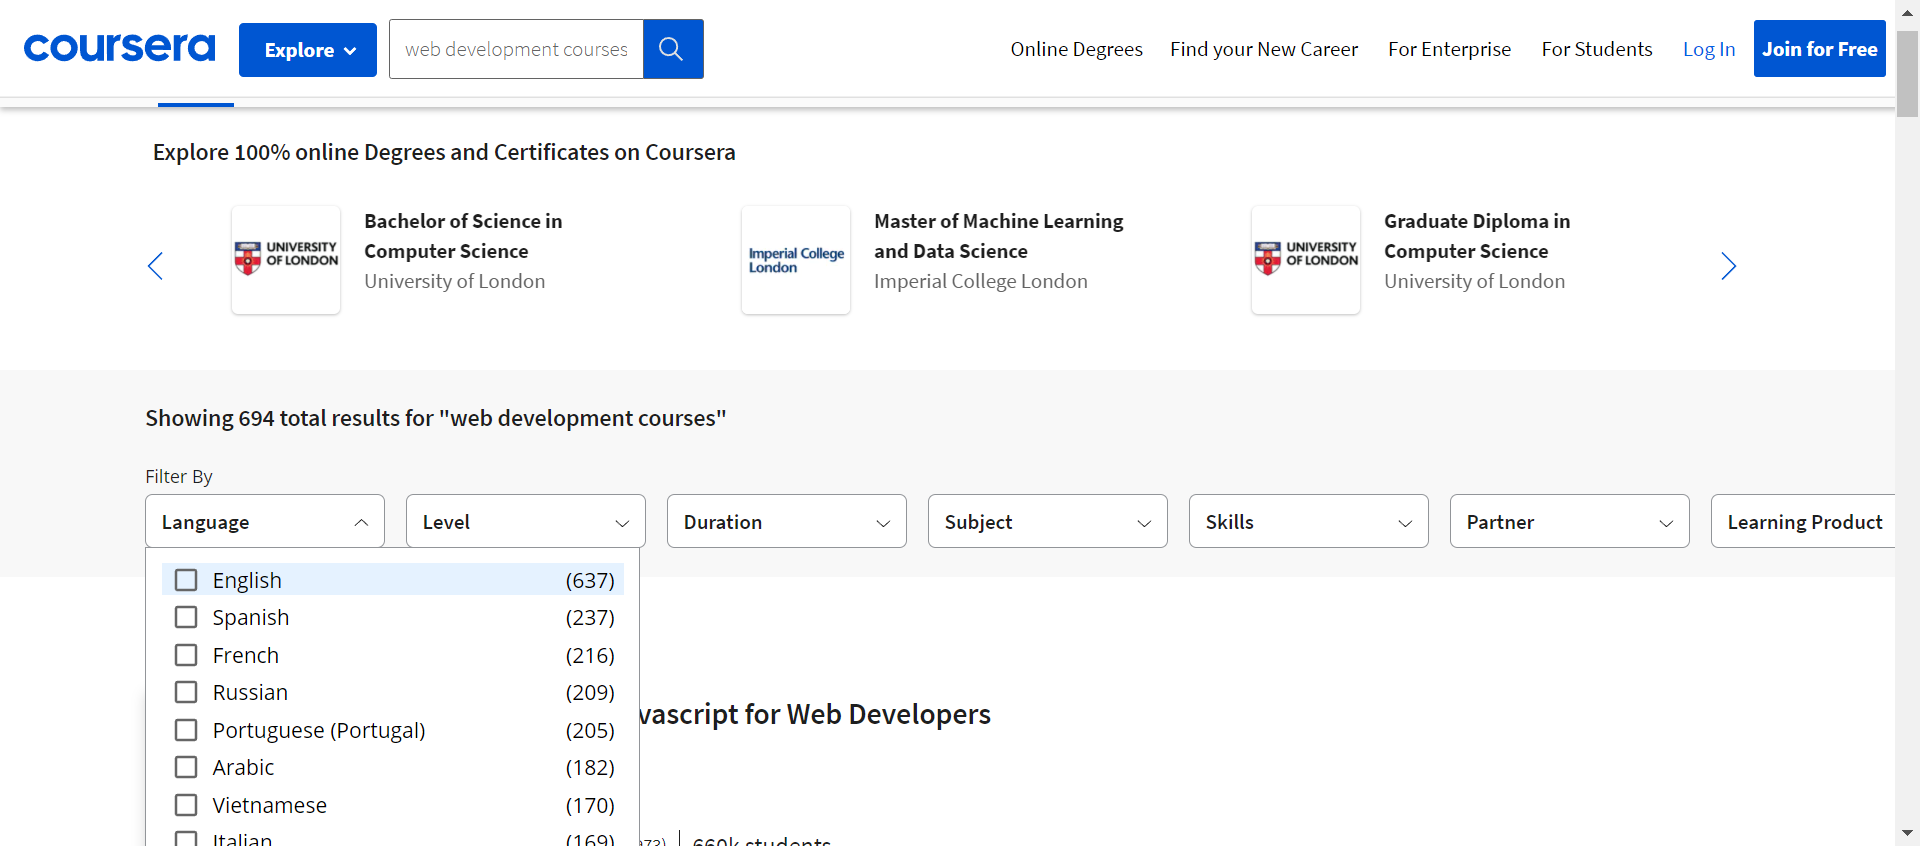 coursera
Explore
web development courses
Online Degrees
Find your New Career
For Enterprise
For Students
Log In
Join for Free
Explore 100% online Degrees and Certificates on Coursera
UNIVERSITY
OF LONDON
Bachelor of Science in
Computer Science
University of London
Imperial College
London
Master of Machine Learning
and Data Science
Imperial College London
UNIVERSITY
OF LONDON
Graduate Diploma in
Computer Science
University of London
Showing 694 total results for "web development courses"
Filter By
Language
Level
Duration
Subject
Skills
Partner
Learning Product
English (637)
Spanish (237)
French (216)
Russian (209)
vascript for Web Developers
Portuguese (Portugal) (205)
Arabic (182)
Vietnamese (170)
Italian (169)
660k students